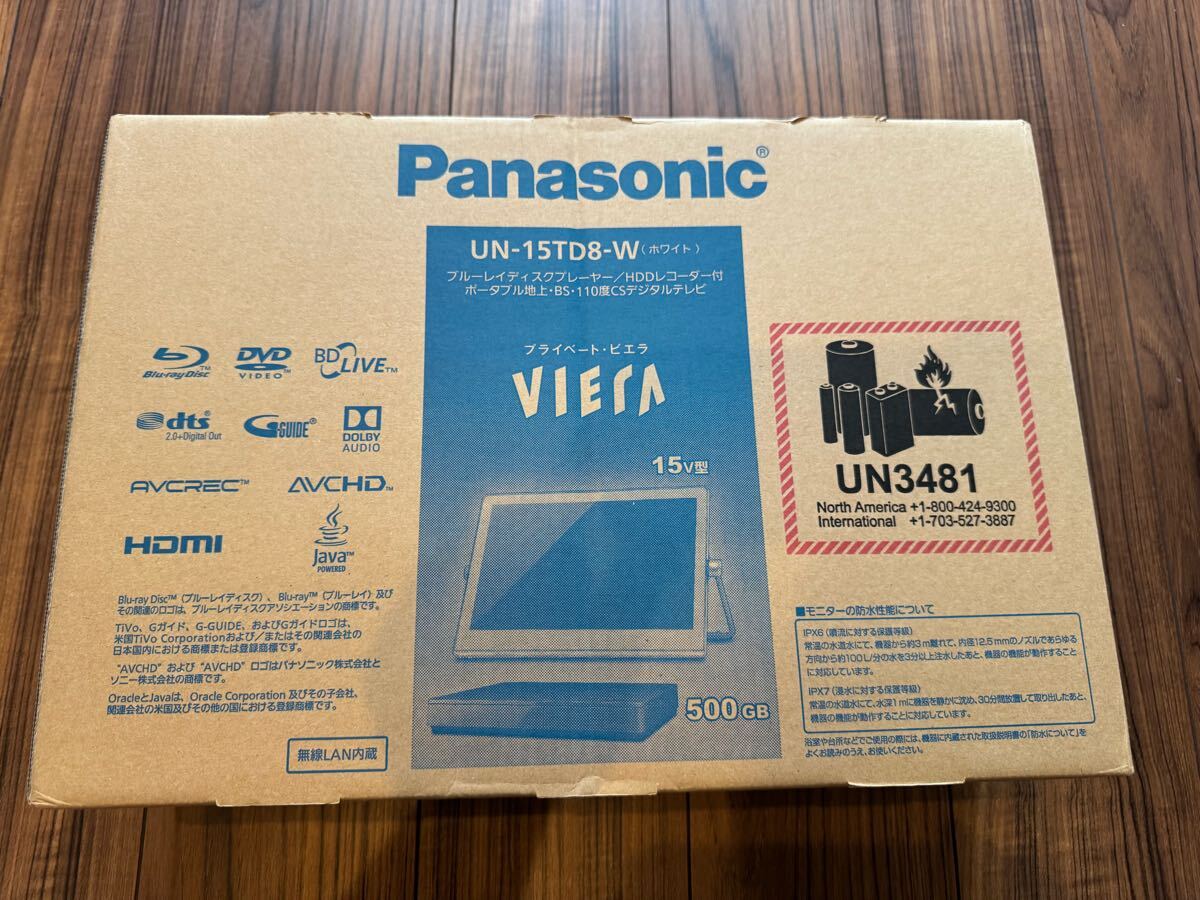 Panasonic®
UN-15TD8-W（ホワイト）
ブルーレイディスクプレーヤー／HDDレコーダー付
ポータブル地上・BS・110度CSデジタルテレビ
プライベート・ビエラ
VIERA
15V型
500GB
Blu-ray Disc™
DVD
VIDEO™
BD LIVE™
dts®
2.0+Digital Out
G-GUIDE®
DOLBY
AUDIO
AVCREC™
AVCHD™
HDMI
Java™
POWERED
Blu-ray Disc™（ブルーレイディスク）、Blu-ray™（ブルーレイ）及び
その関連のロゴは、ブルーレイディスクアソシエーションの商標です。
TiVo、Gガイド、G-GUIDE、およびGガイドロゴは、
米国TiVo Corporationおよび／またはその関連会社の
日本国内における商標または登録商標です。
"AVCHD" および "AVCHD" ロゴはパナソニック株式会社と
ソニー株式会社の商標です。
OracleとJavaは、Oracle Corporation 及びその子会社、
関連会社の米国及びその他の国における登録商標です。
無線LAN内蔵
UN3481
North America +1-800-424-9300
International +1-703-527-3887
■モニターの防水性能について
IPX6（噴流に対する保護等級）
常温の水道水にて、機器から約3m離れて、内径12.5mmのノズルであらゆる
方向から約100L/分の水を3分以上注水したあと、機器の機能が動作すること
に対応しています。
IPX7（浸水に対する保護等級）
常温の水道水にて、水深1mに機器を静かに沈め、30分間放置して取り出したあと、
機器の機能が動作することに対応しています。
浴室や台所などでご使用の際には、機器に内蔵された取扱説明書の「防水について」を
よくお読みのうえ、お使いください。